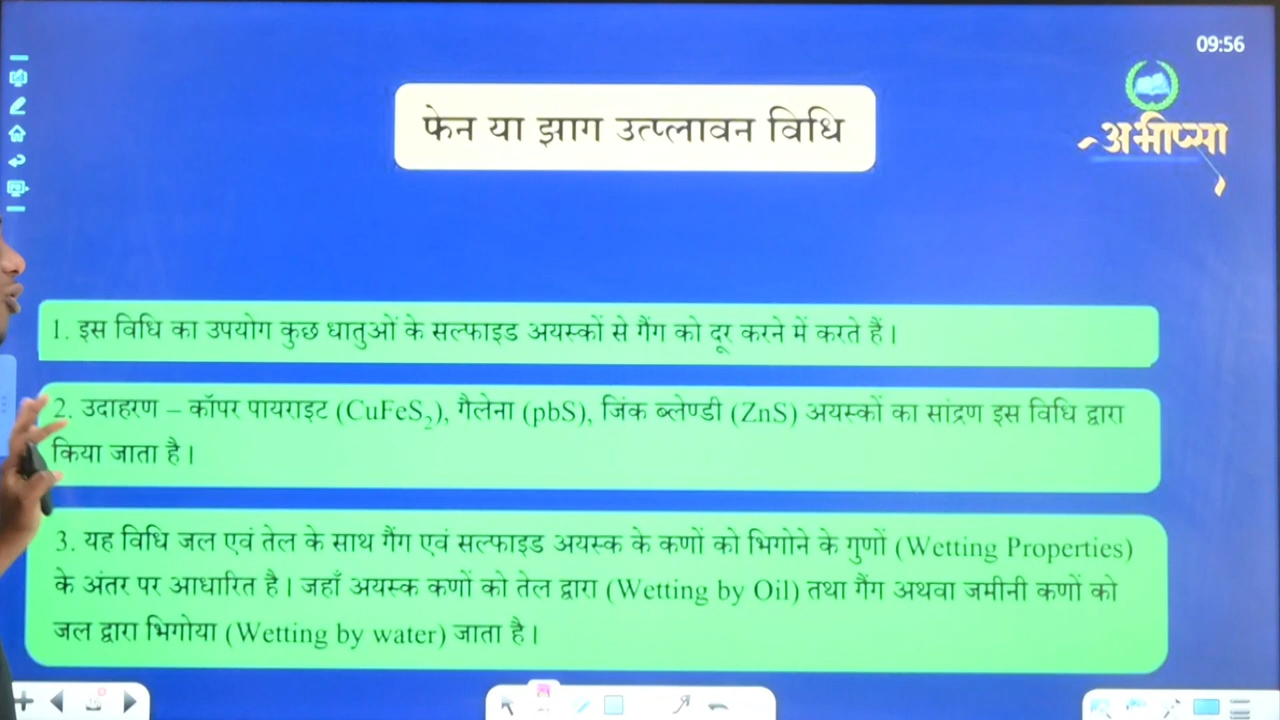 09:56
अभीप्सा
फेन या झाग उत्प्लावन विधि
1. इस विधि का उपयोग कुछ धातुओं के सल्फाइड अयस्कों से गैंग को दूर करने में करते हैं।
2. उदाहरण – कॉपर पायराइट (CuFeS₂), गैलेना (pbS), जिंक ब्लेण्डी (ZnS) अयस्कों का सांद्रण इस विधि द्वारा
किया जाता है।
3. यह विधि जल एवं तेल के साथ गैंग एवं सल्फाइड अयस्क के कणों को भिगोने के गुणों (Wetting Properties)
के अंतर पर आधारित है। जहाँ अयस्क कणों को तेल द्वारा (Wetting by Oil) तथा गैंग अथवा जमीनी कणों को
जल द्वारा भिगोया (Wetting by water) जाता है।